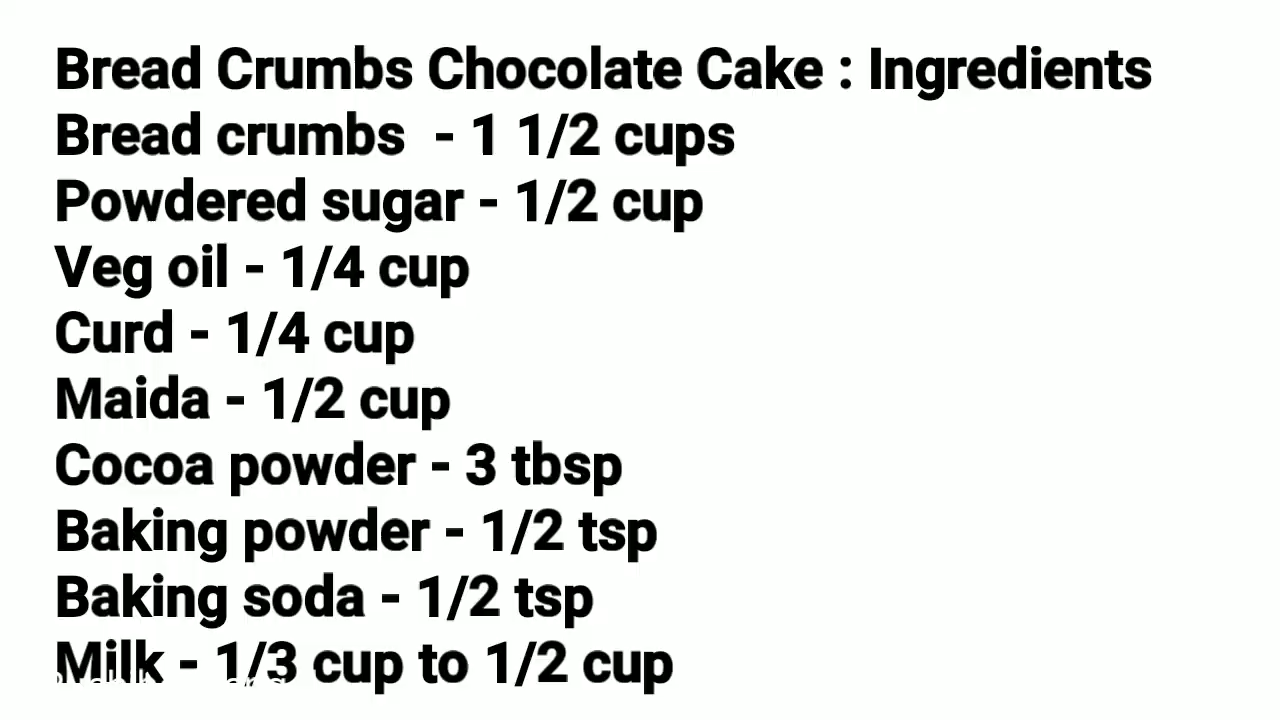 Bread Crumbs Chocolate Cake : Ingredients
Bread crumbs - 1 1/2 cups
Powdered sugar - 1/2 cup
Veg oil - 1/4 cup
Curd - 1/4 cup
Maida - 1/2 cup
Cocoa powder - 3 tbsp
Baking powder - 1/2 tsp
Baking soda - 1/2 tsp
Milk - 1/3 cup to 1/2 cup